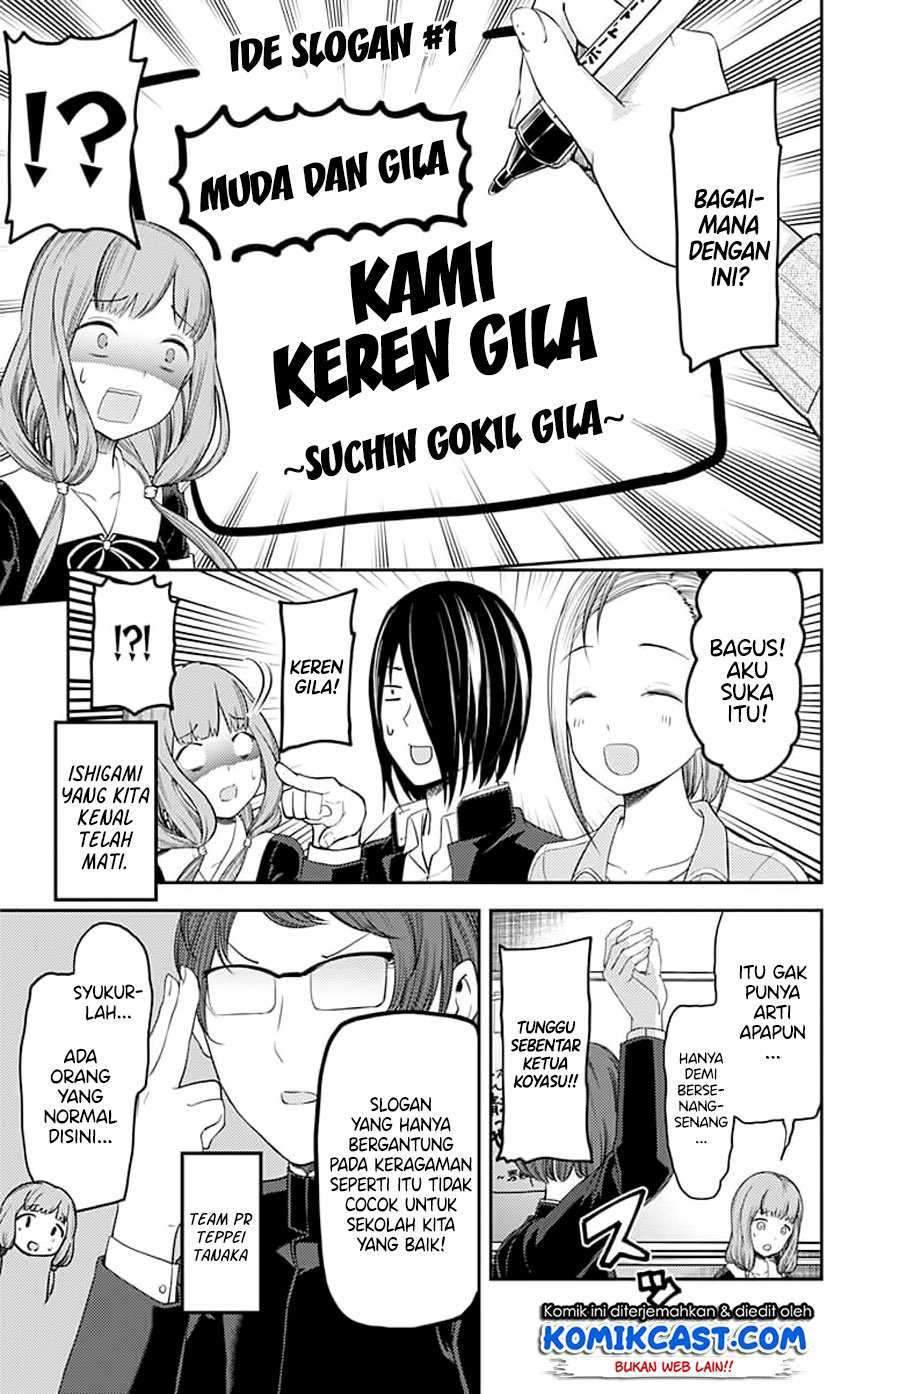 IDE SLOGAN #1
MUDA DAN GILA
KAMI
KEREN GILA
~SUCHIN GOKIL GILA~
BAGAI-
MANA
DENGAN
INI?
!?
BAGUS!
AKU
SUKA
ITU!
KEREN
GILA!
!?!
ISHIGAMI
YANG KITA
KENAL
TELAH
MATI.
ITU GAK
PUNYA
ARTI
APAPUN
...
HANYA
DEMI
BERSE-
NANG-
SENANG
...
TUNGGU
SEBENTAR
KETUA
KOYASU!!
SLOGAN
YANG HANYA
BERGANTUNG
PADA KERAGAMAN
SEPERTI ITU TIDAK
COCOK UNTUK
SEKOLAH KITA
YANG BAIK!
TEAM PR
TEPPEI
TANAKA
SYUKUR-
LAH...
ADA
ORANG
YANG
NORMAL
DISINI...
Komik ini diterjemahkan & diedit oleh
KOMIKCAST.COM
BUKAN WEB LAIN!!